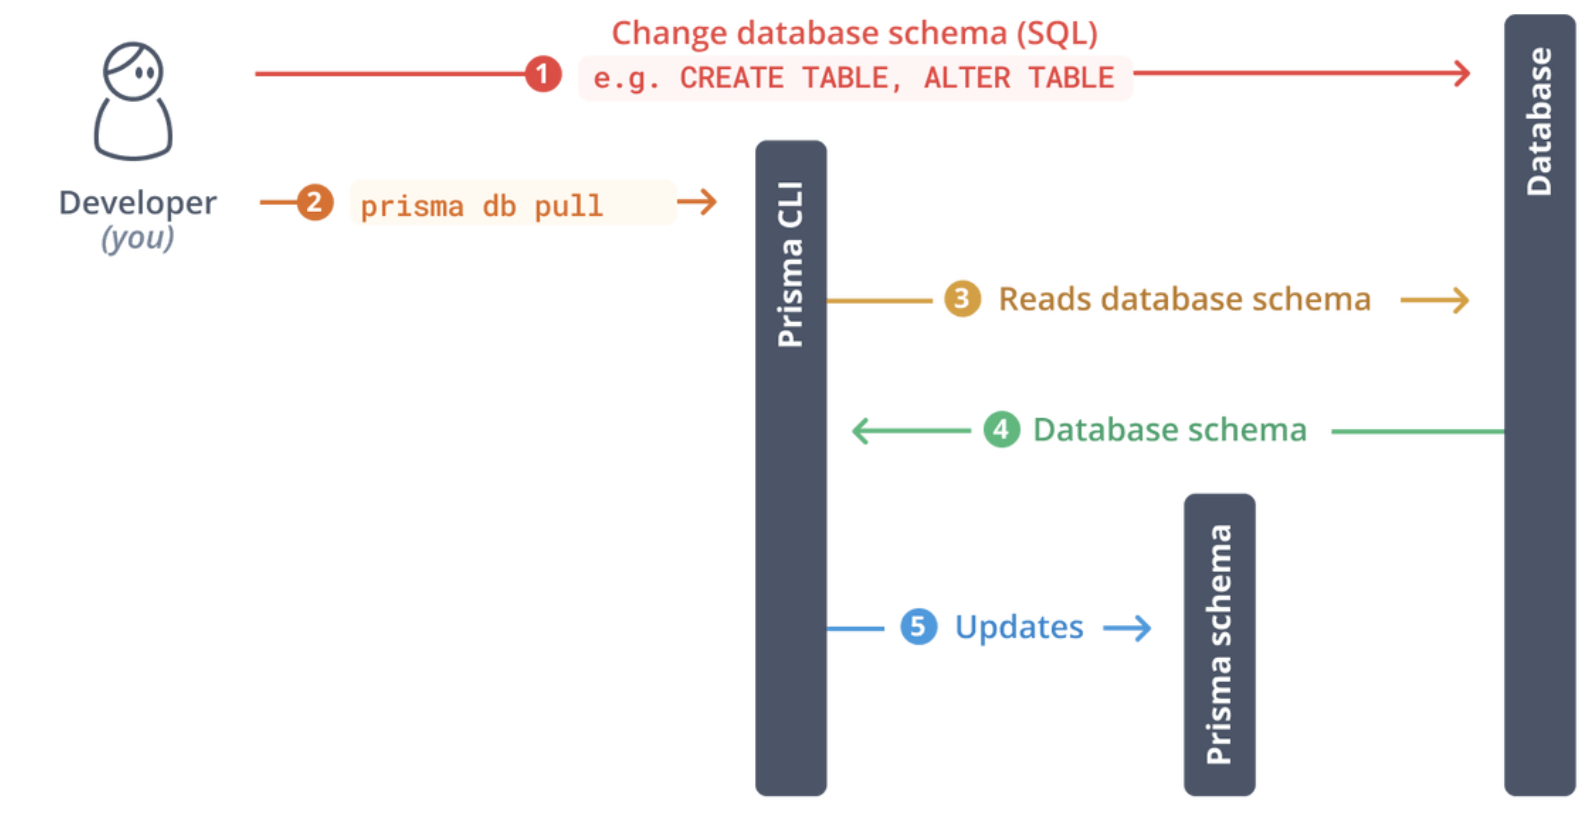 Change database schema (SQL)
1
e.g. CREATE TABLE, ALTER TABLE
Database
Developer
(you)
2
prisma db pull
Prisma CLI
3
Reads database schema
4
Database schema
5
Updates
Prisma schema